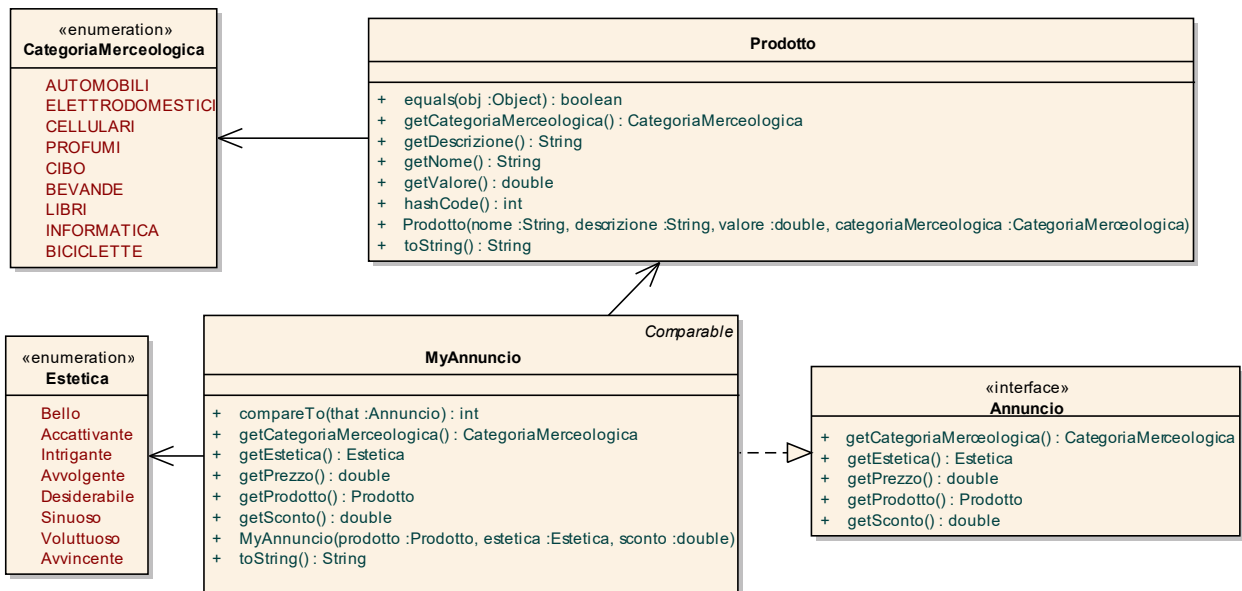 «enumeration»
CategoriaMerceologica
AUTOMOBILI
ELETTRODOMESTICI
CELLULARI
PROFUMI
CIBO
BEVANDE
LIBRI
INFORMATICA
BICICLETTE
Prodotto
+ equals(obj :Object) : boolean
+ getCategoriaMerceologica() : CategoriaMerceologica
+ getDescrizione() : String
+ getNome() : String
+ getValore() : double
+ hashCode() : int
+ Prodotto(nome :String, descrizione :String, valore :double, categoriaMerceologica :CategoriaMerceologica)
+ toString() : String
«enumeration»
Estetica
Bello
Accattivante
Intrigante
Avvolgente
Desiderabile
Sinuoso
Voluttuoso
Avvincente
Comparable
MyAnnuncio
+ compareTo(that :Annuncio) : int
+ getCategoriaMerceologica() : CategoriaMerceologica
+ getEstetica() : Estetica
+ getPrezzo() : double
+ getProdotto() : Prodotto
+ getSconto() : double
+ MyAnnuncio(prodotto :Prodotto, estetica :Estetica, sconto :double)
+ toString() : String
«interface»
Annuncio
+ getCategoriaMerceologica() : CategoriaMerceologica
+ getEstetica() : Estetica
+ getPrezzo() : double
+ getProdotto() : Prodotto
+ getSconto() : double